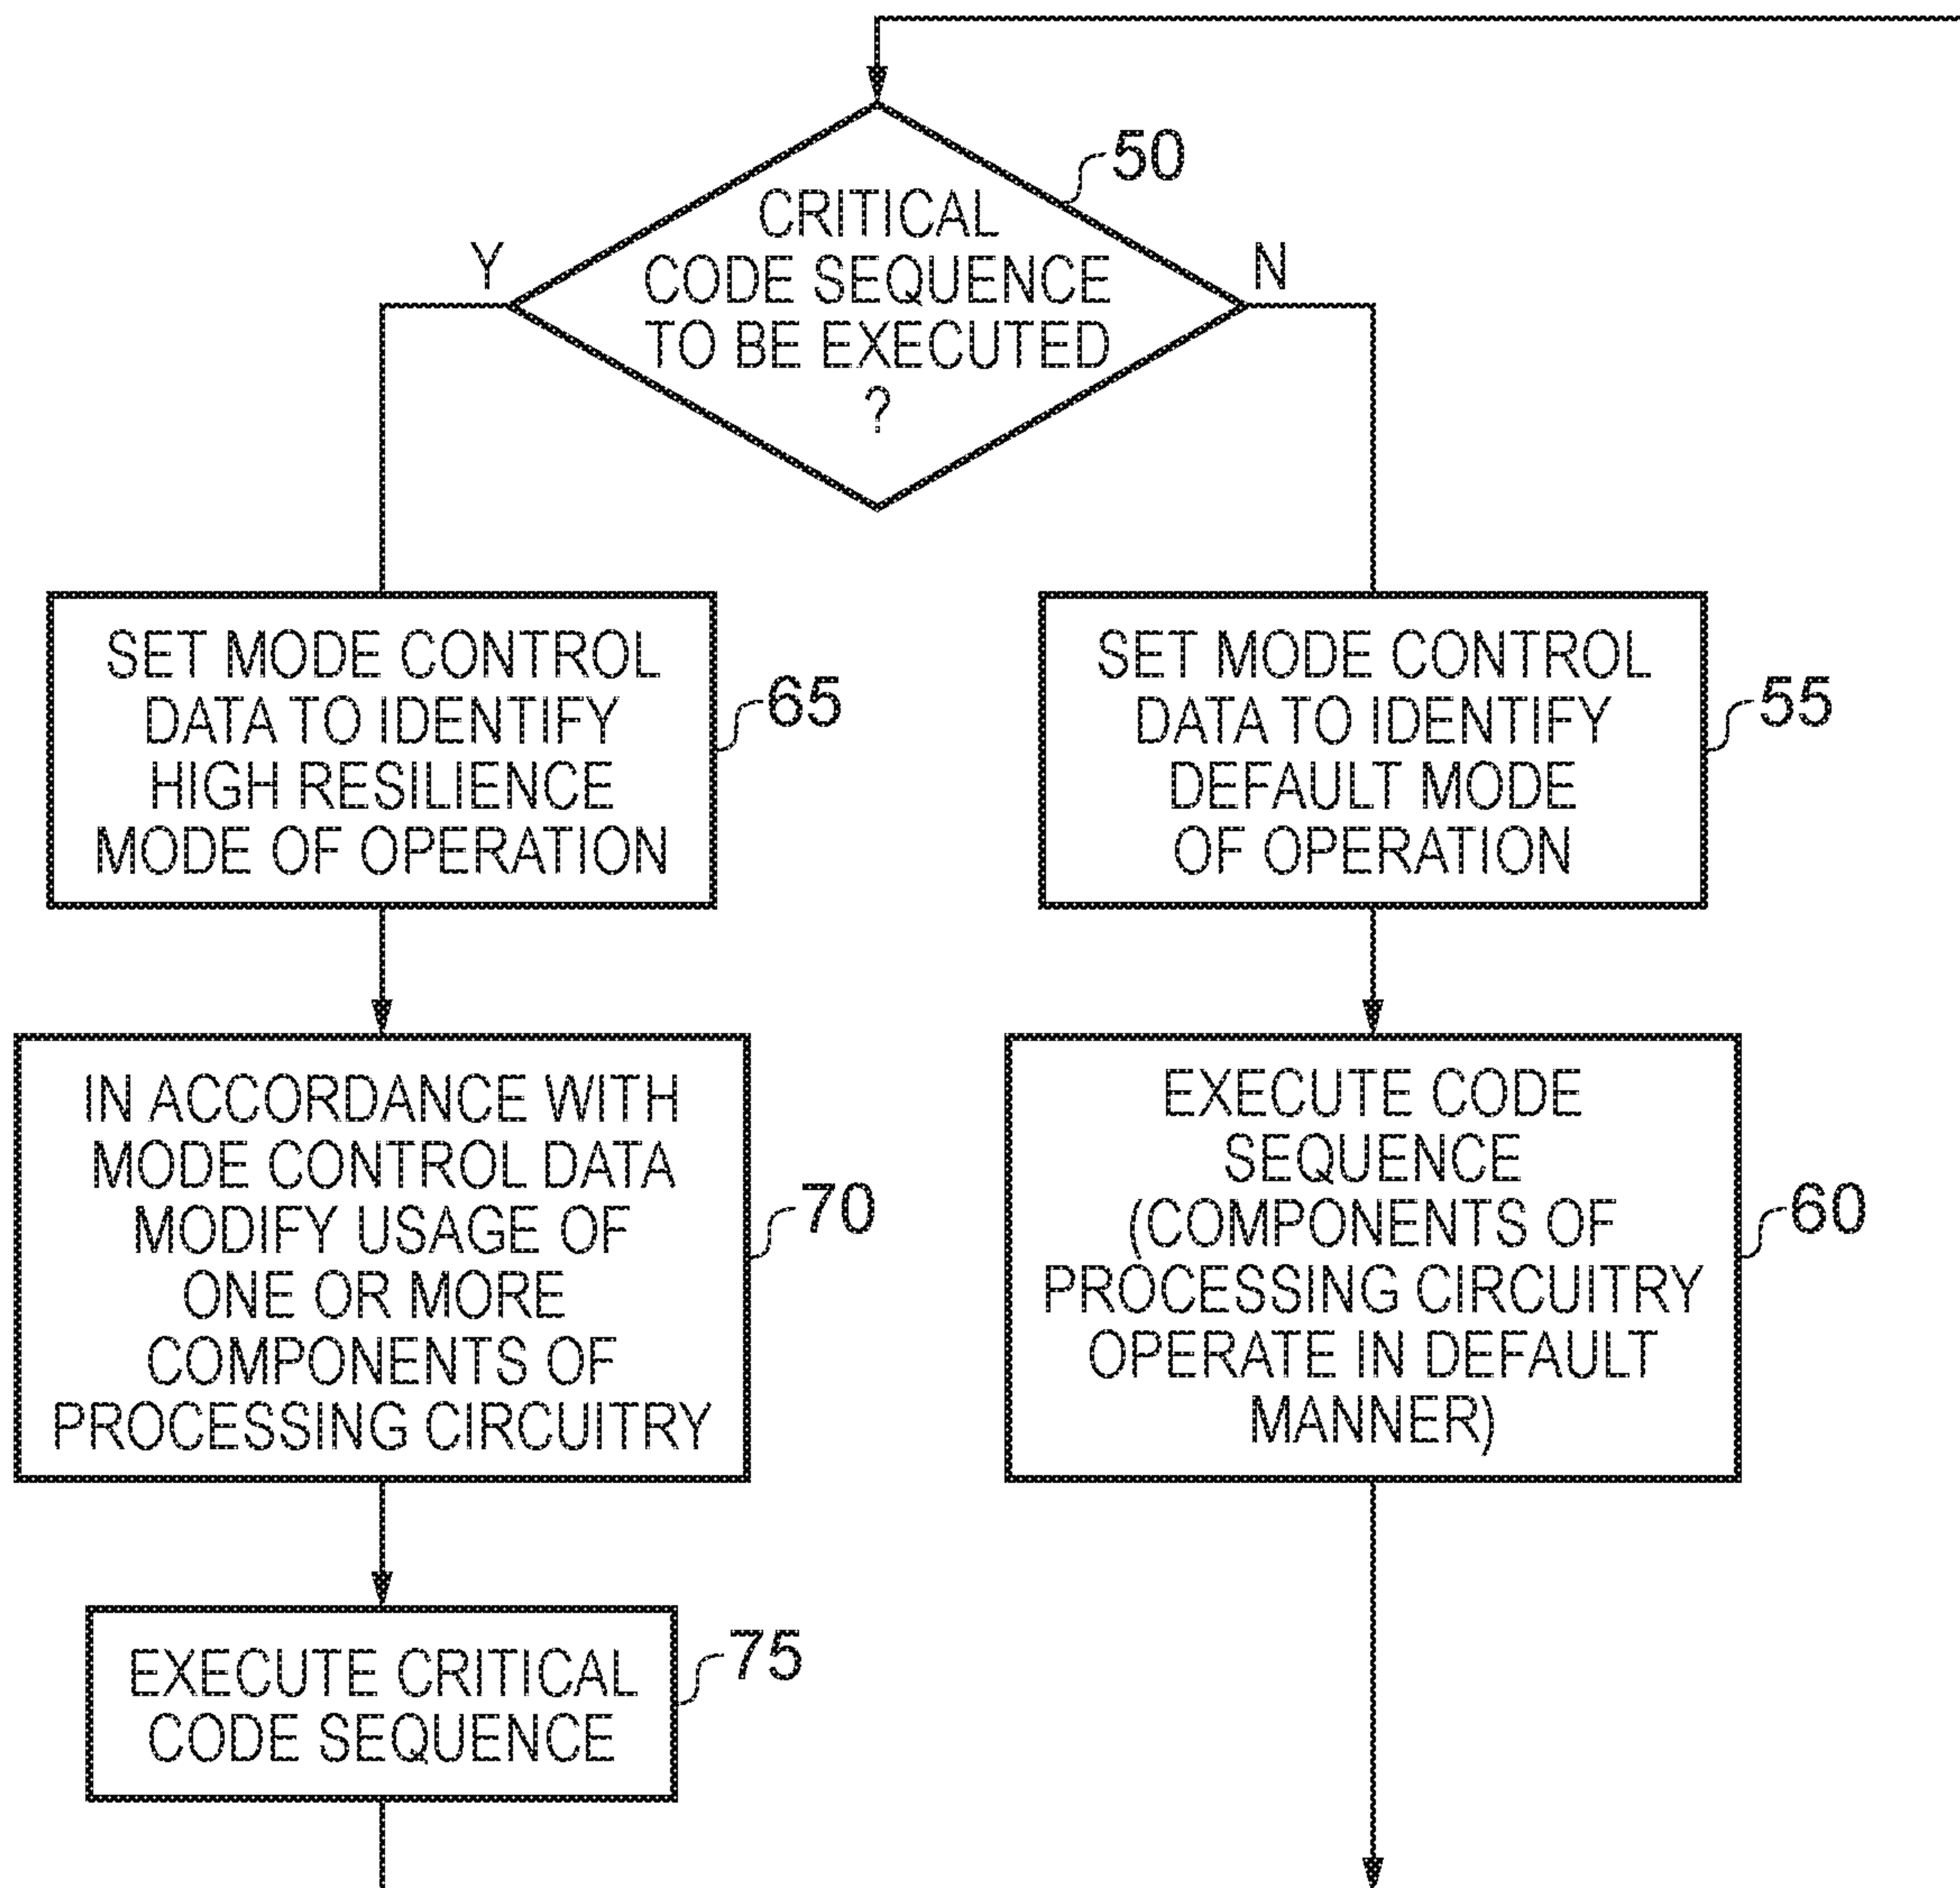 50
CRITICAL
CODE SEQUENCE
TO BE EXECUTED
?
Y
N
SET MODE CONTROL
DATA TO IDENTIFY
HIGH RESILIENCE
MODE OF OPERATION
65
SET MODE CONTROL
DATA TO IDENTIFY
DEFAULT MODE
OF OPERATION
55
IN ACCORDANCE WITH
MODE CONTROL DATA
MODIFY USAGE OF
ONE OR MORE
COMPONENTS OF
PROCESSING CIRCUITRY
70
EXECUTE CODE
SEQUENCE
(COMPONENTS OF
PROCESSING CIRCUITRY
OPERATE IN DEFAULT
MANNER)
60
EXECUTE CRITICAL
CODE SEQUENCE
75